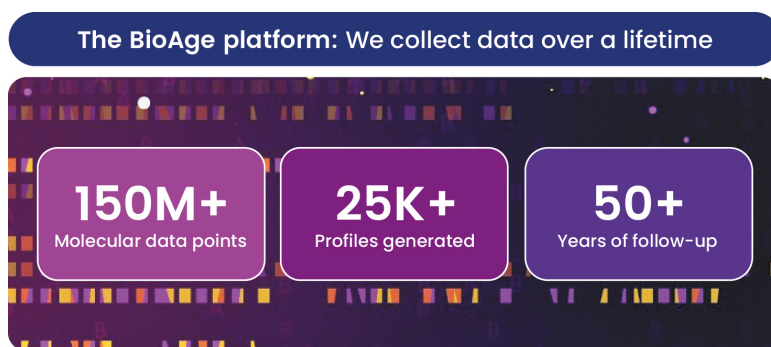 The BioAge platform: We collect data over a lifetime
150M+
Molecular data points
25K+
Profiles generated
50+
Years of follow-up